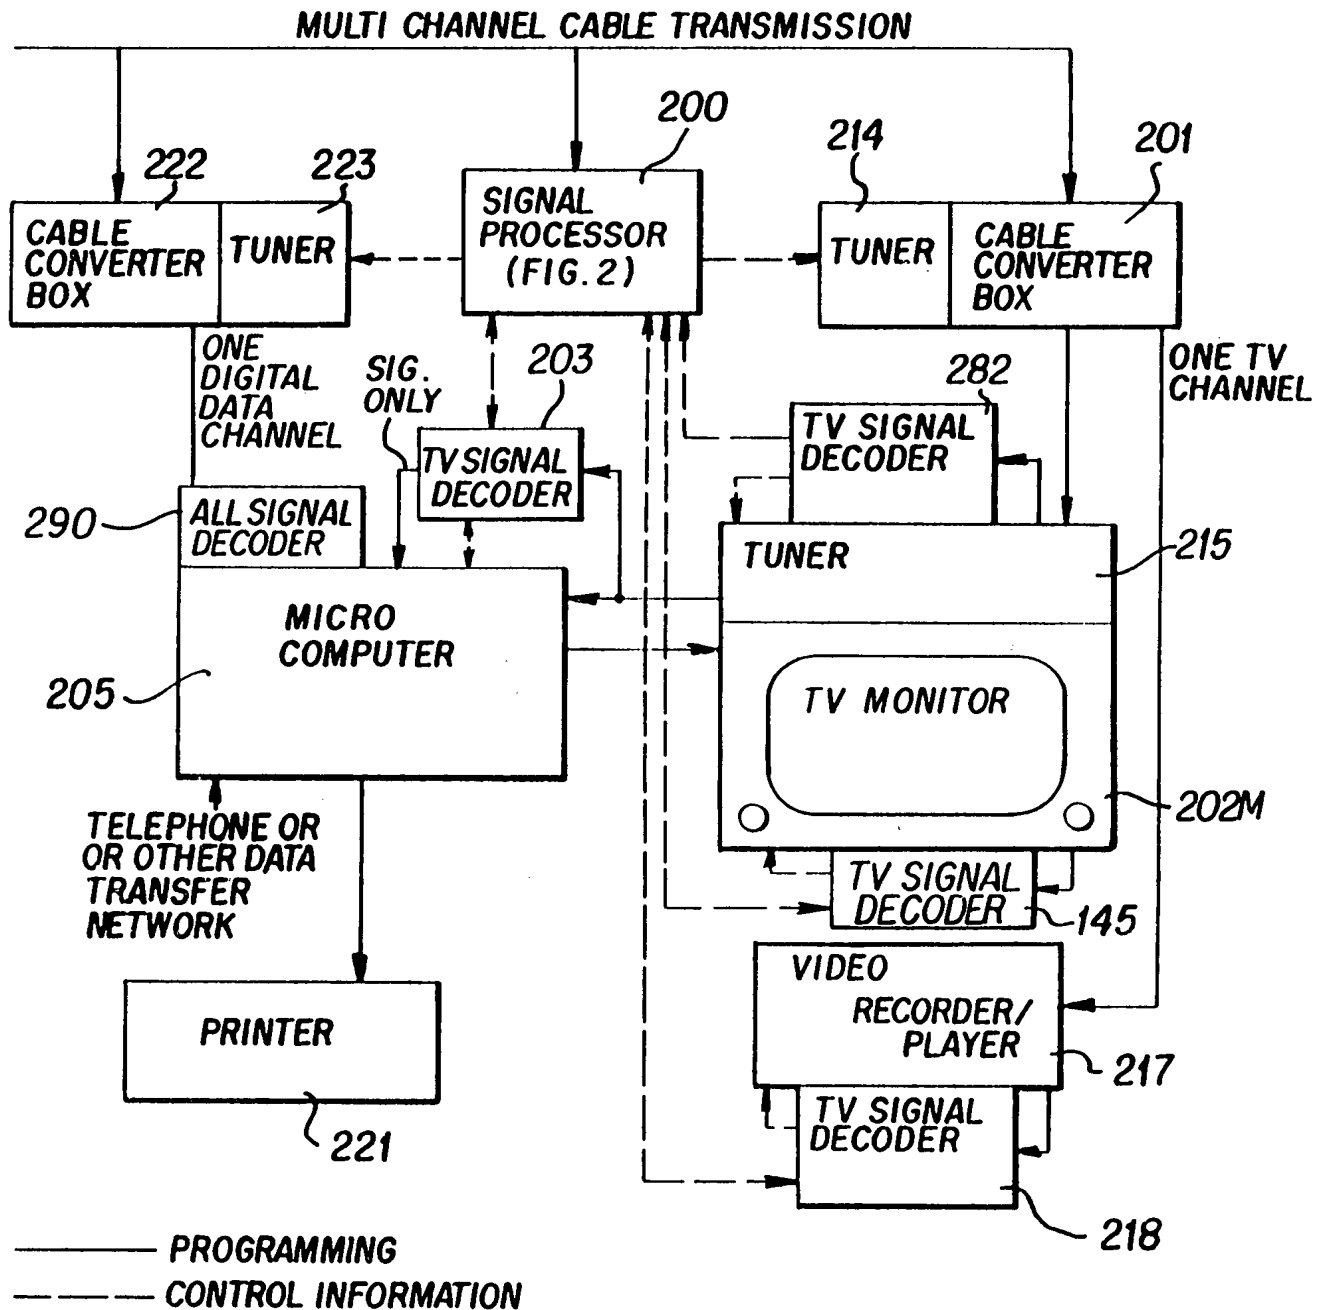 MULTI CHANNEL CABLE TRANSMISSION
200
222
223
214
201
CABLE
CONVERTER
BOX
TUNER
SIGNAL
PROCESSOR
(FIG. 2)
TUNER
CABLE
CONVERTER
BOX
ONE
DIGITAL
DATA
CHANNEL
SIG.
ONLY
203
282
ONE TV
CHANNEL
TV SIGNAL
DECODER
TV SIGNAL
DECODER
290
ALL SIGNAL
DECODER
TUNER
215
MICRO
COMPUTER
205
TV MONITOR
202M
TELEPHONE OR
OR OTHER DATA
TRANSFER
NETWORK
TV SIGNAL
DECODER
145
VIDEO
RECORDER/
PLAYER
217
PRINTER
221
TV SIGNAL
DECODER
218
PROGRAMMING
CONTROL INFORMATION